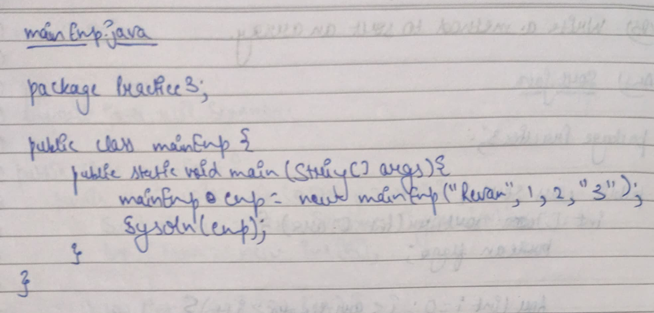 mainEmp.java
package Practice3;
public class mainEmp {
public static void main (String[] args){
mainEmp emp = new mainEmp("Revan", 1, 2, "3");
Sysoln(emp);
}
}